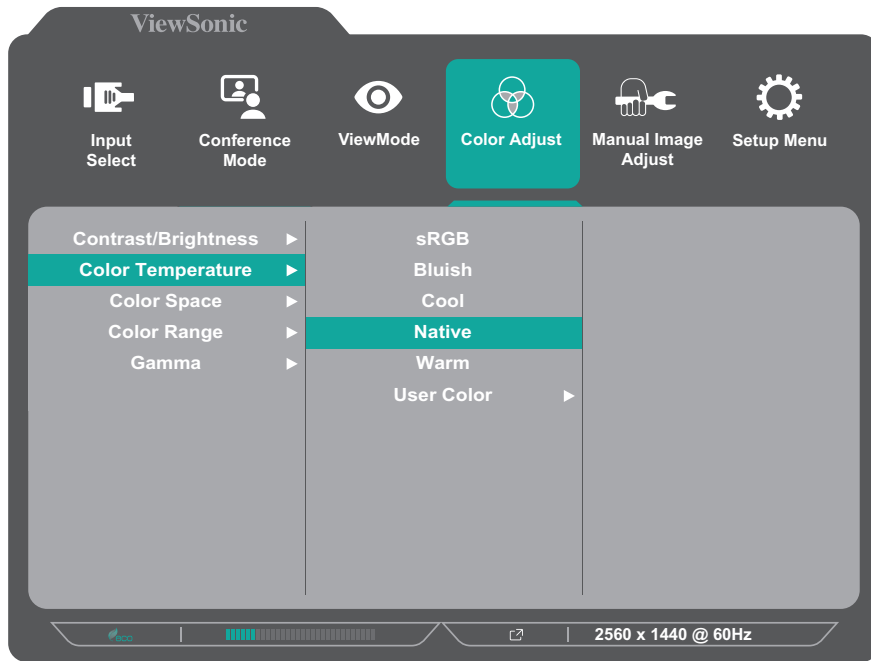 ViewSonic
Input
Select
Conference
Mode
ViewMode
Color Adjust
Manual Image
Adjust
Setup Menu
Contrast/Brightness
Color Temperature
Color Space
Color Range
Gamma
sRGB
Bluish
Cool
Native
Warm
User Color
eco
2560 x 1440 @ 60Hz